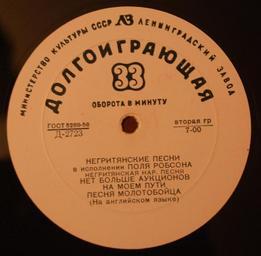 МИНИСТЕРСТВО КУЛЬТУРЫ СССР ЛЗ ЛЕНИНГРАДСКИЙ ЗАВОД
ДОЛГОИГРАЮЩАЯ
33
ОБОРОТА В МИНУТУ
ГОСТ 5289-56
Д-2723
вторая гр
7-00
НЕГРИТЯНСКИЕ ПЕСНИ
в исполнении ПОЛЯ РОБСОНА
НЕГРИТЯНСКАЯ НАР. ПЕСНЯ
НЕТ БОЛЬШЕ АУКЦИОНОВ
НА МОЕМ ПУТИ
ПЕСНЯ МОЛОТОБОЙЦА
(На английском языке)